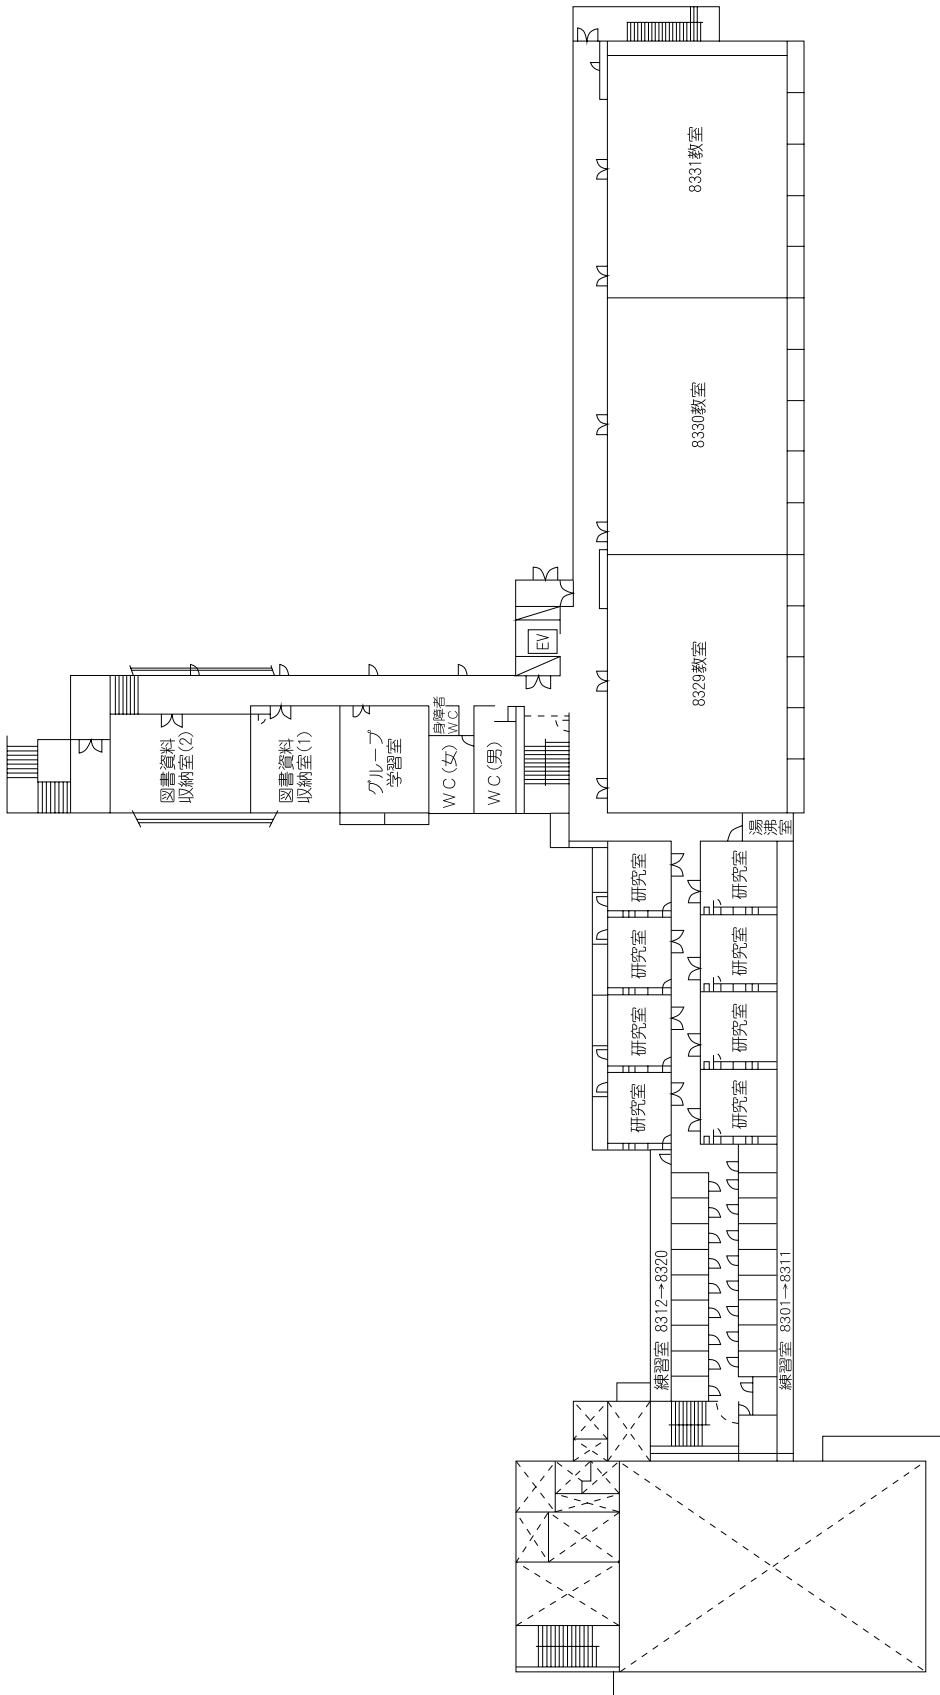 8331教室
8330教室
8329教室
EV
図書資料
収納室(2)
図書資料
収納室(1)
グループ
学習室
身障者
WC
WC(女)
WC(男)
湯沸室
研究室
研究室
研究室
研究室
研究室
研究室
研究室
研究室
練習室 8312→8320
練習室 8301→8311